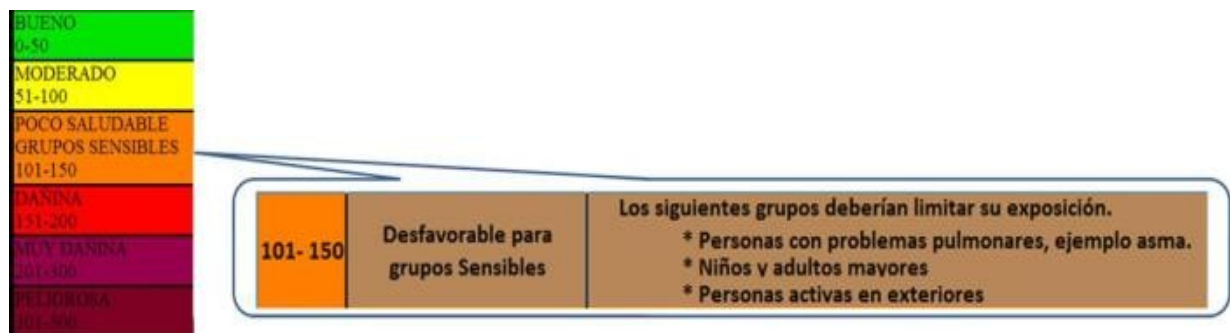 BUENO
0-50
MODERADO
51-100
POCO SALUDABLE
GRUPOS SENSIBLES
101-150
DAÑINA
151-200
MUY DAÑINA
201-300
PELIGROSA
101- 150
Desfavorable para
grupos Sensibles
Los siguientes grupos deberían limitar su exposición.
* Personas con problemas pulmonares, ejemplo asma.
* Niños y adultos mayores
* Personas activas en exteriores